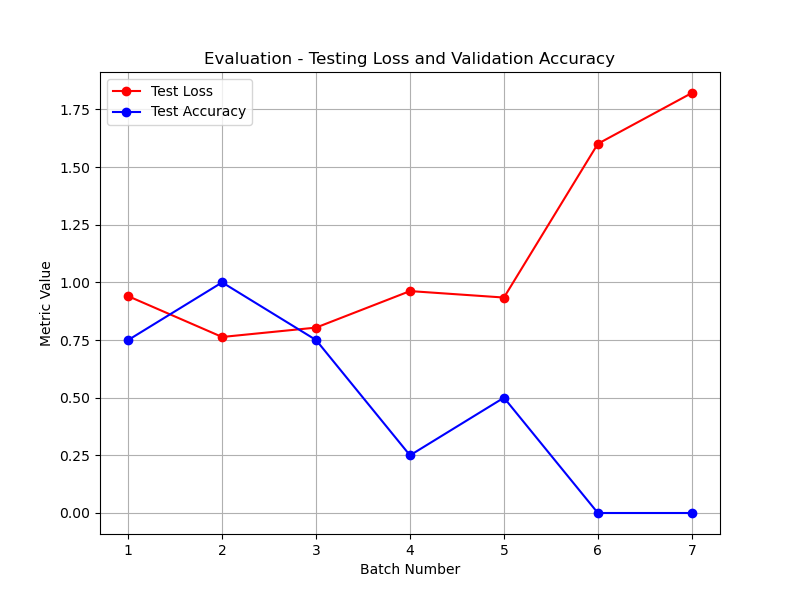 Evaluation - Testing Loss and Validation Accuracy
Test Loss
Test Accuracy
Metric Value
1.75
1.50
1.25
1.00
0.75
0.50
0.25
0.00
1 2 3 4 5 6 7
Batch Number